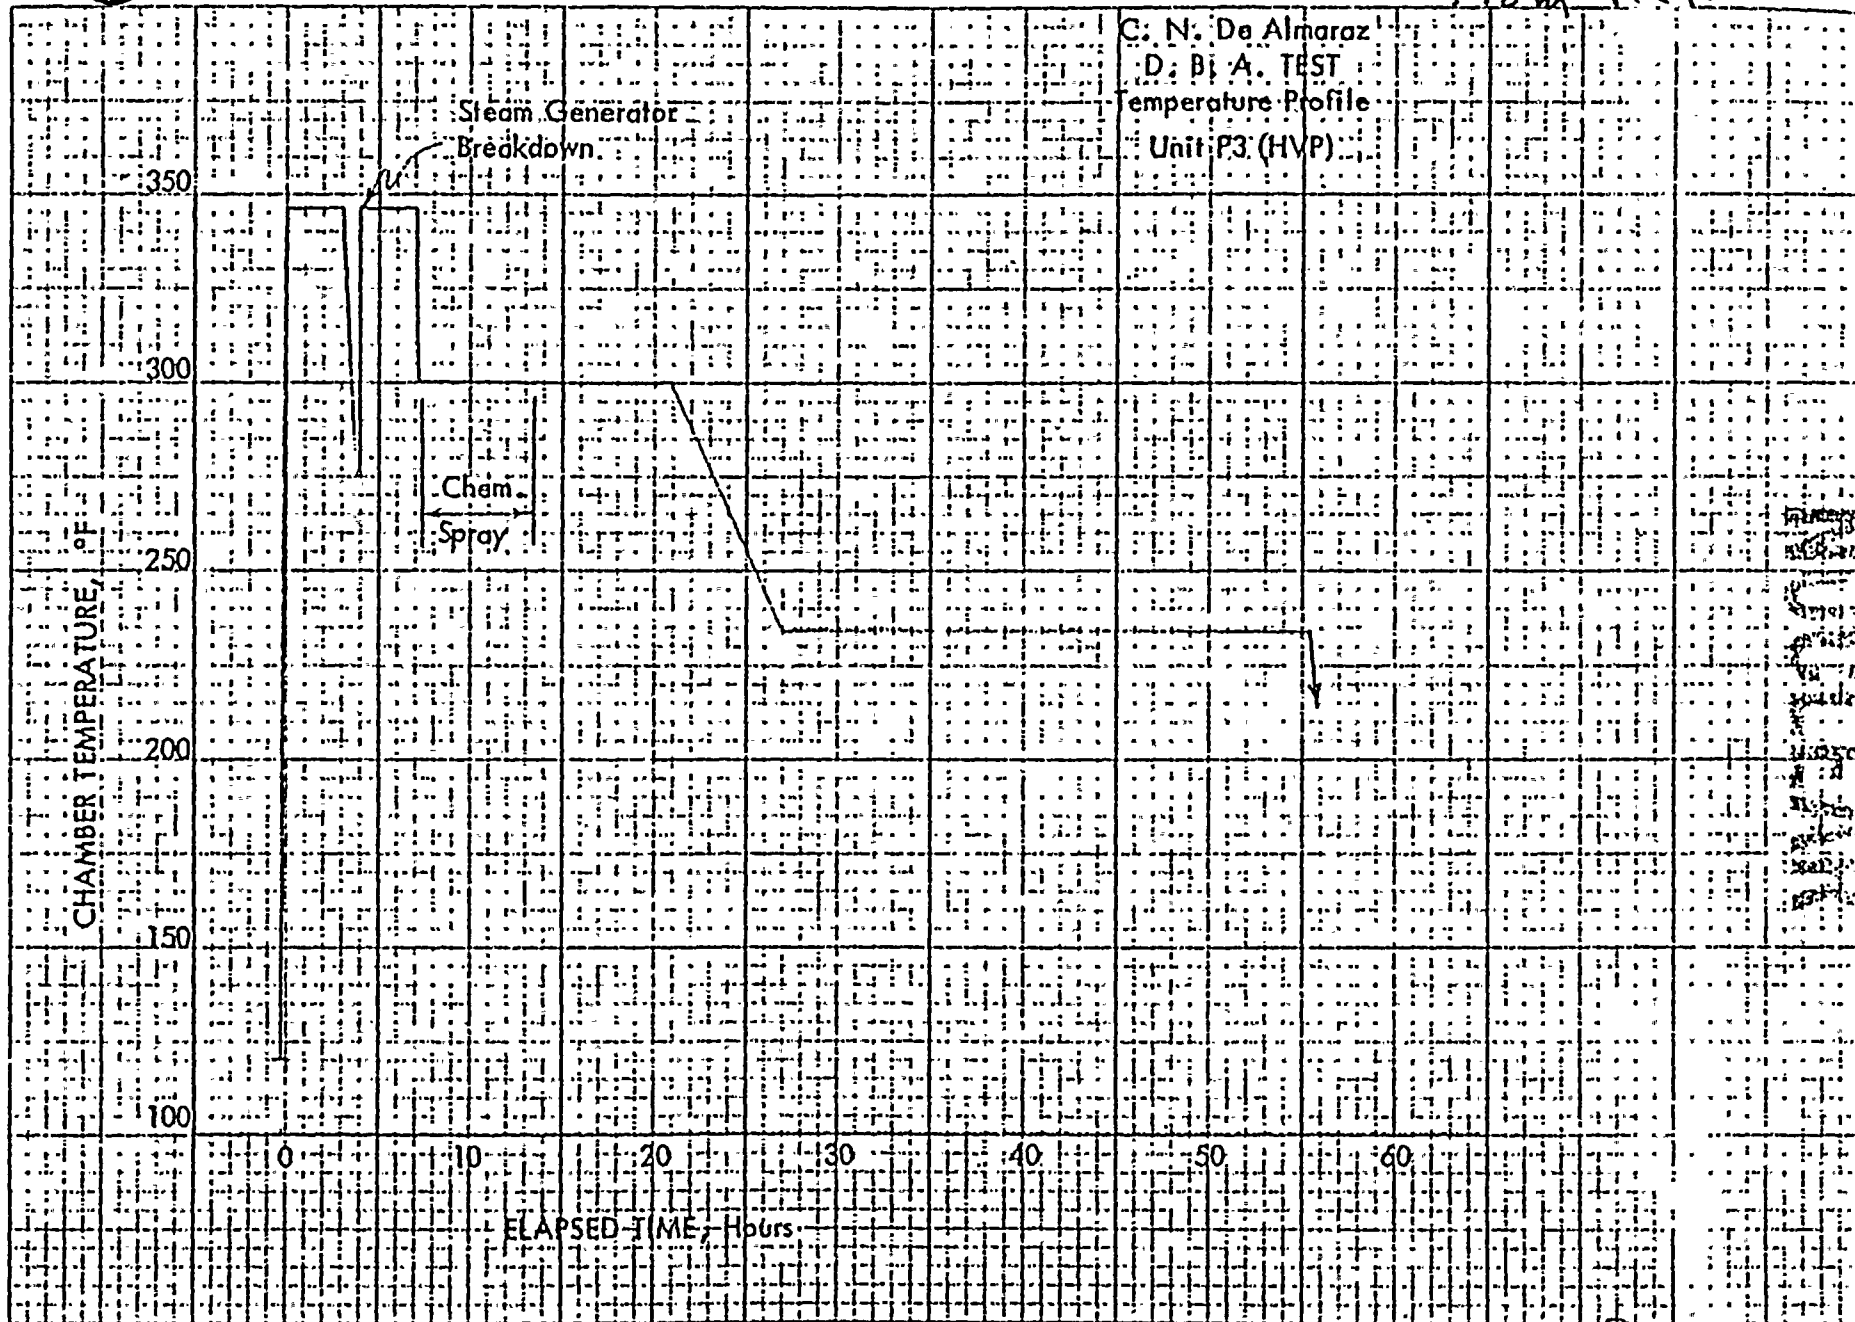 C. N. De Almaraz
D. B. A. TEST
Temperature Profile
Unit P3 (HVP)
Steam Generator
Breakdown
350
300
250
200
150
100
CHAMBER TEMPERATURE, °F
Cham.
Spray
0 10 20 30 40 50 60
ELAPSED TIME, Hours